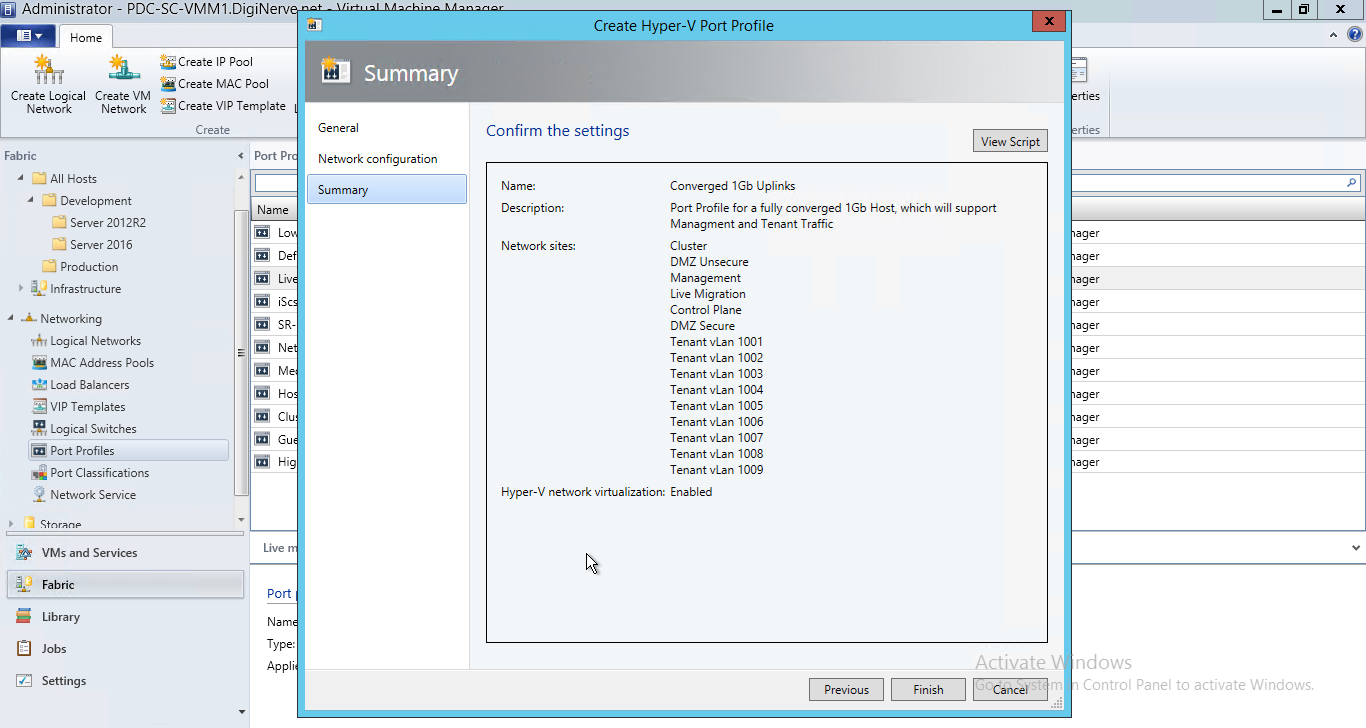 Administrator - PDC-SC-VMM1.DigiNerve.net - Virtual Machine Manager
Create Hyper-V Port Profile
Home
Create Logical Network
Create VM Network
Create IP Pool
Create MAC Pool
Create VIP Template
Create
erties
erties
Summary
General
Network configuration
Summary
Confirm the settings
View Script
Name: Converged 1Gb Uplinks
Description: Port Profile for a fully converged 1Gb Host, which will support
Managment and Tenant Traffic
Network sites: Cluster
DMZ Unsecure
Management
Live Migration
Control Plane
DMZ Secure
Tenant vLan 1001
Tenant vLan 1002
Tenant vLan 1003
Tenant vLan 1004
Tenant vLan 1005
Tenant vLan 1006
Tenant vLan 1007
Tenant vLan 1008
Tenant vLan 1009
Hyper-V network virtualization: Enabled
Previous
Finish
Cancel
Fabric
All Hosts
Development
Server 2012R2
Server 2016
Production
Infrastructure
Networking
Logical Networks
MAC Address Pools
Load Balancers
VIP Templates
Logical Switches
Port Profiles
Port Classifications
Network Service
Storage
VMs and Services
Fabric
Library
Jobs
Settings
Port Pro
Name
Low
Def
Live
iScs
SR-
Net
Med
Hos
Clu
Gue
Hig
nager
nager
nager
nager
nager
nager
nager
nager
nager
nager
nager
Live m
Port p
Name
Type:
Applie
Activate Windows
Go to System in Control Panel to activate Windows.